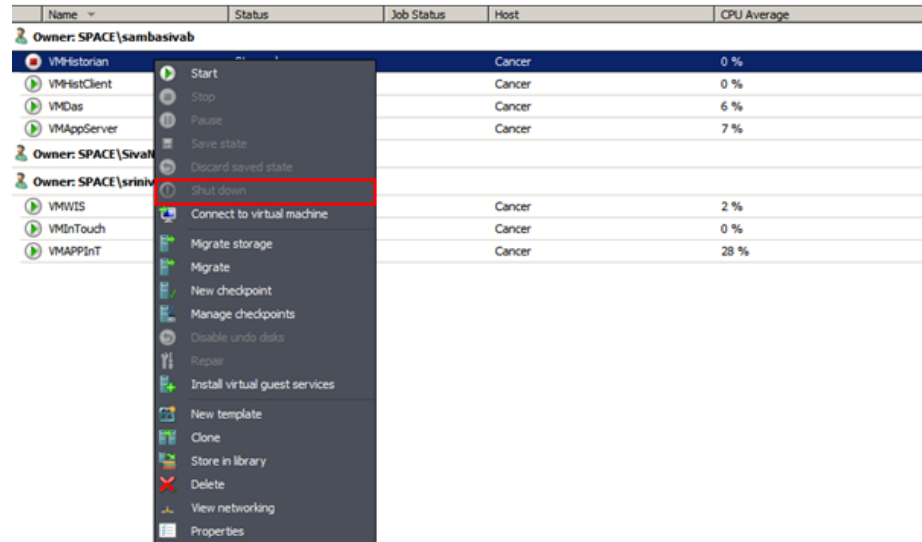 Name Status Job Status Host CPU Average
Owner: SPACE\sambasivab
VMHistorian Cancer 0 %
VMHistClient Cancer 0 %
VMDas Cancer 6 %
VMAppServer Cancer 7 %
Owner: SPACE\SivaN
Owner: SPACE\sriniv
VMWIS Cancer 2 %
VMInTouch Cancer 0 %
VMAPPInT Cancer 28 %
Start
Stop
Pause
Save state
Discard saved state
Shut down
Connect to virtual machine
Migrate storage
Migrate
New checkpoint
Manage checkpoints
Disable undo disks
Repair
Install virtual guest services
New template
Clone
Store in library
Delete
View networking
Properties